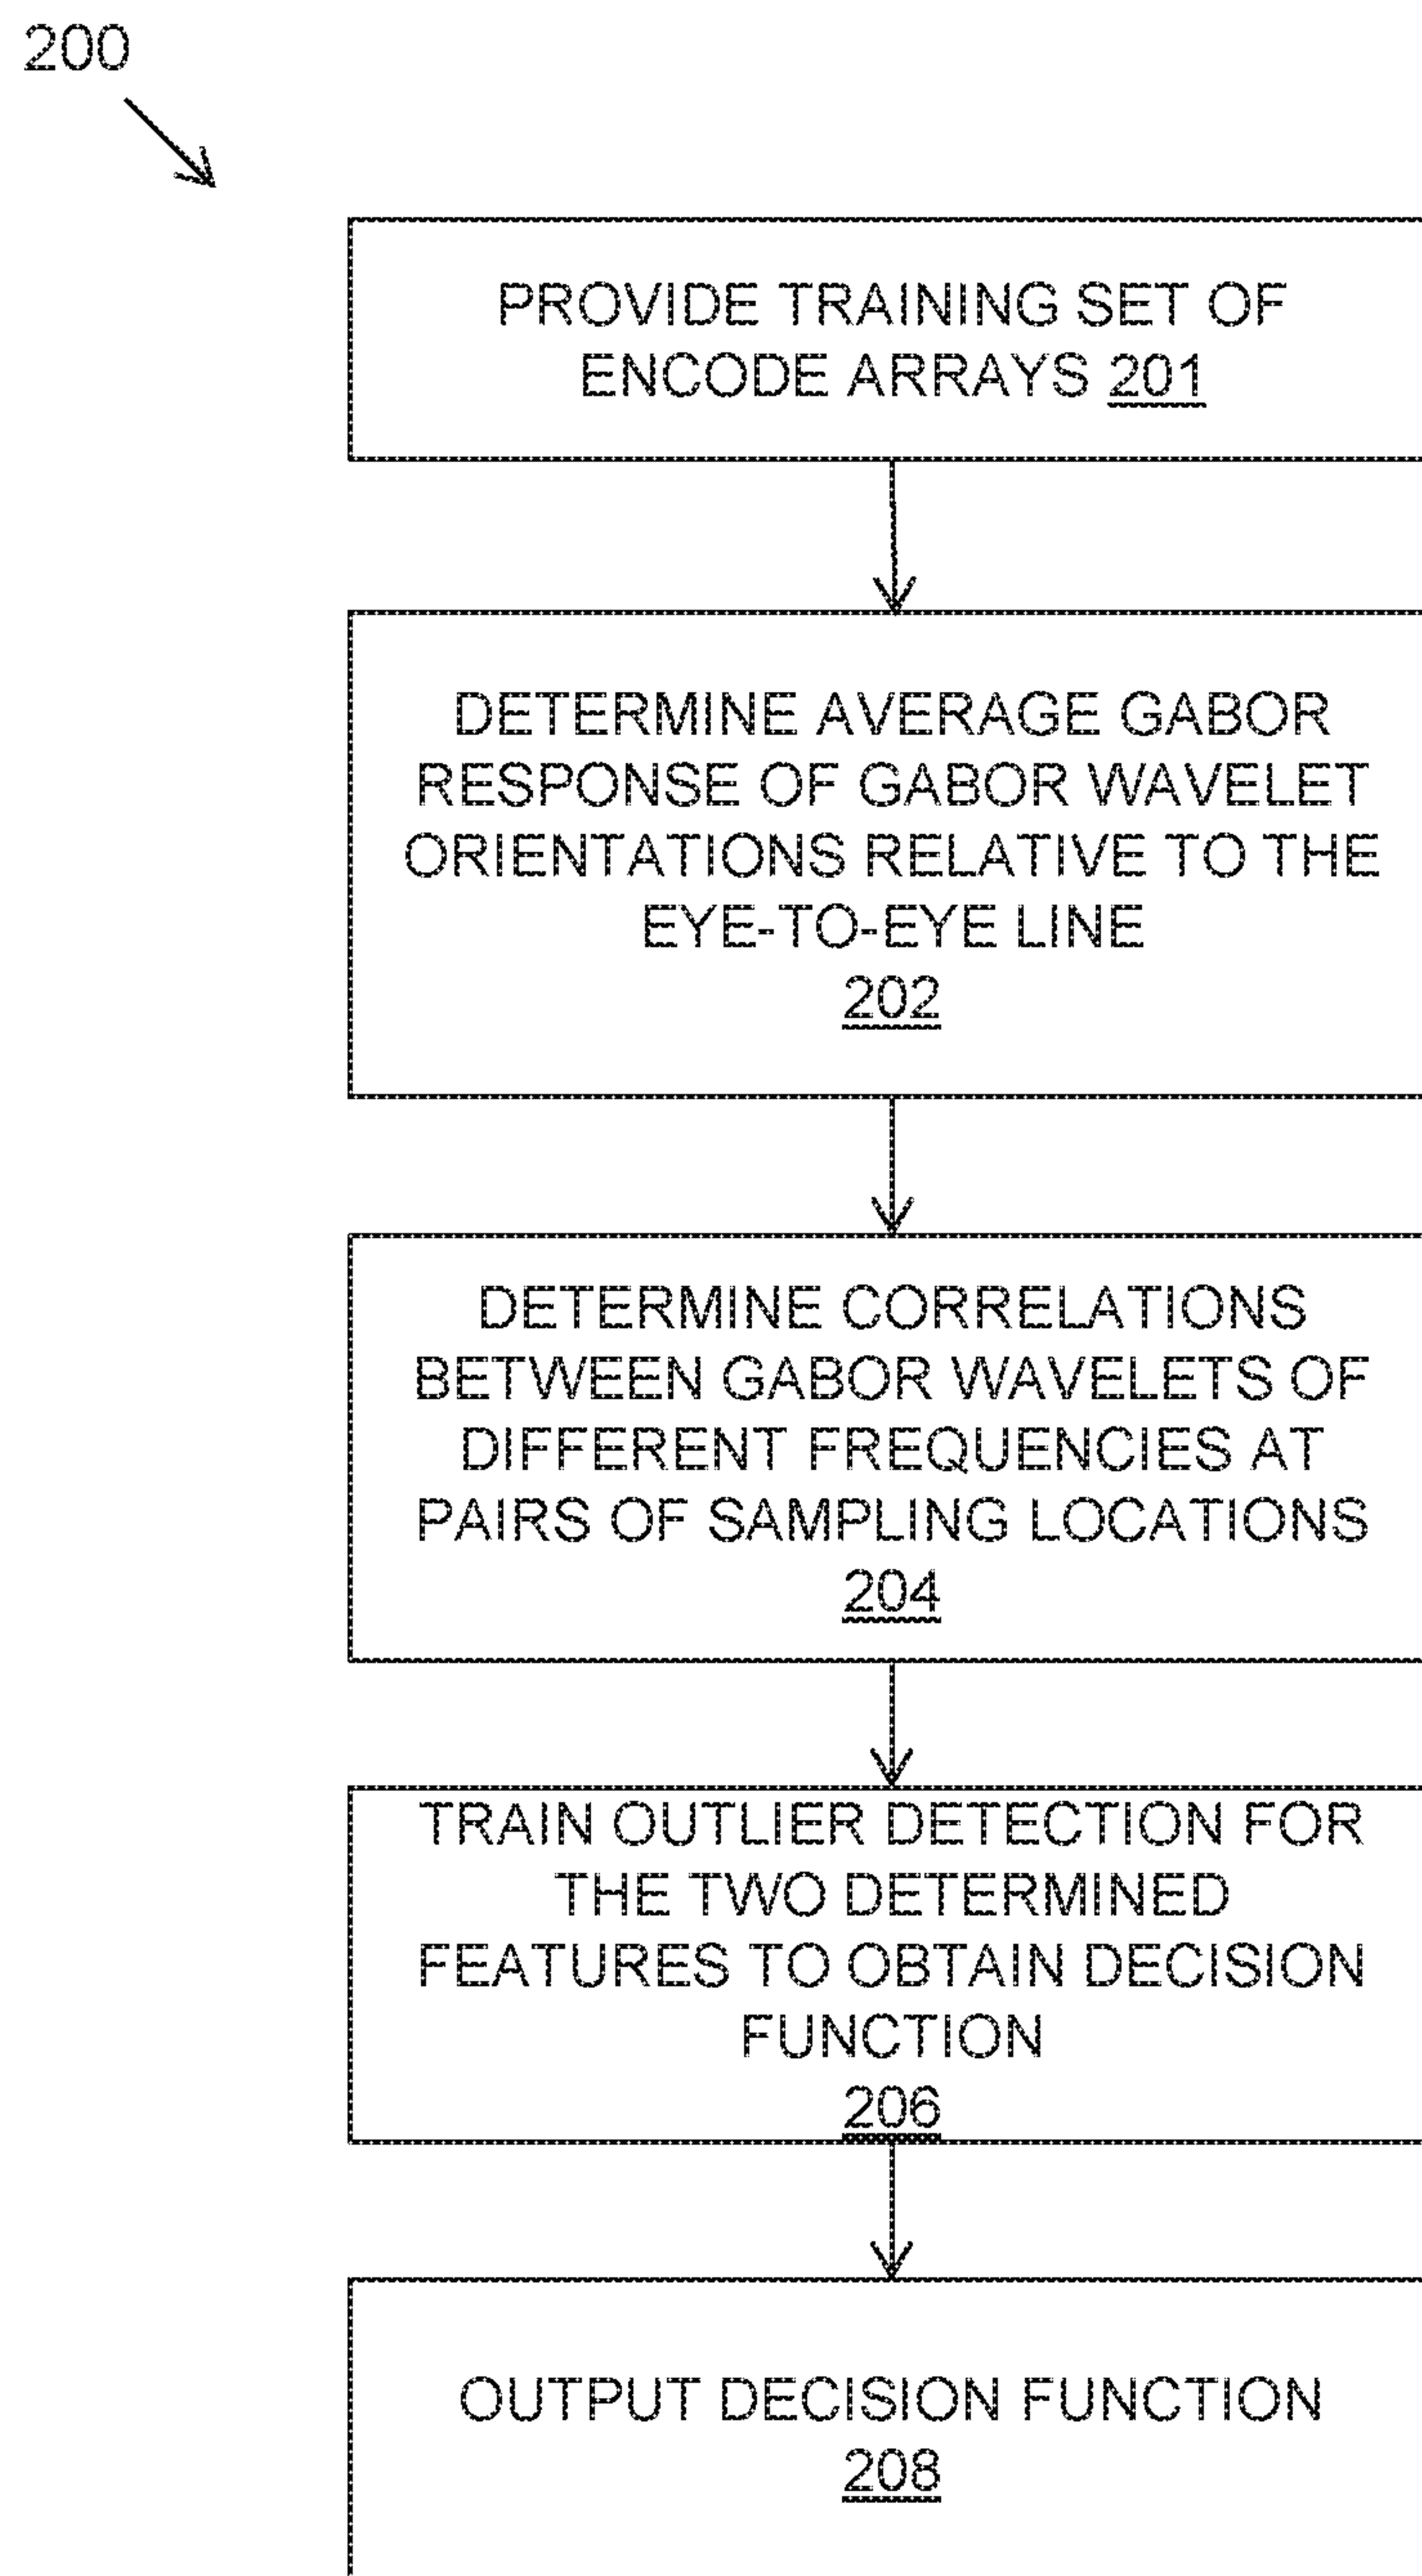 200
PROVIDE TRAINING SET OF
ENCODE ARRAYS 201
DETERMINE AVERAGE GABOR
RESPONSE OF GABOR WAVELET
ORIENTATIONS RELATIVE TO THE
EYE-TO-EYE LINE
202
DETERMINE CORRELATIONS
BETWEEN GABOR WAVELETS OF
DIFFERENT FREQUENCIES AT
PAIRS OF SAMPLING LOCATIONS
204
TRAIN OUTLIER DETECTION FOR
THE TWO DETERMINED
FEATURES TO OBTAIN DECISION
FUNCTION
206
OUTPUT DECISION FUNCTION
208